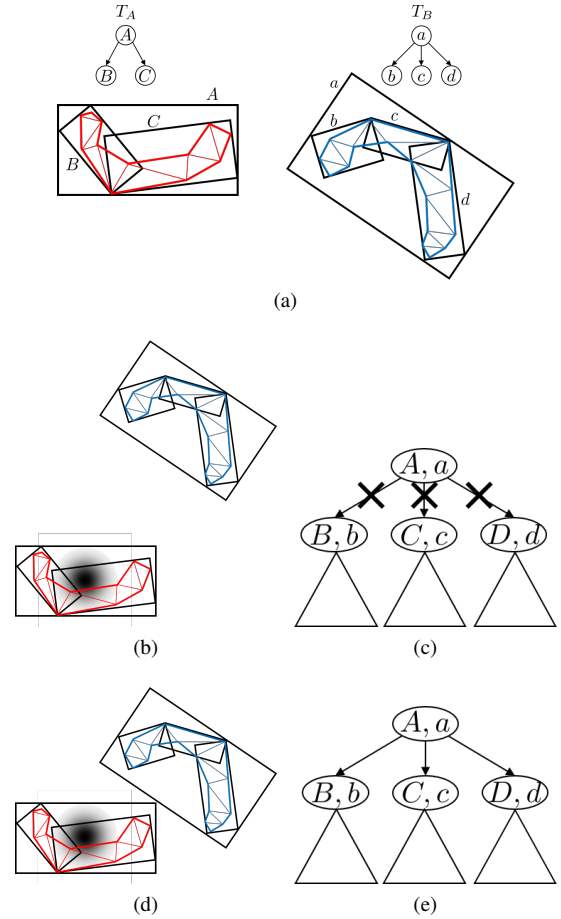 T_A T_B
A a
B C b c d
A a
C b c
B d
(a)
A, a
B, b C, c D, d
(b) (c)
A, a
B, b C, c D, d
(d) (e)